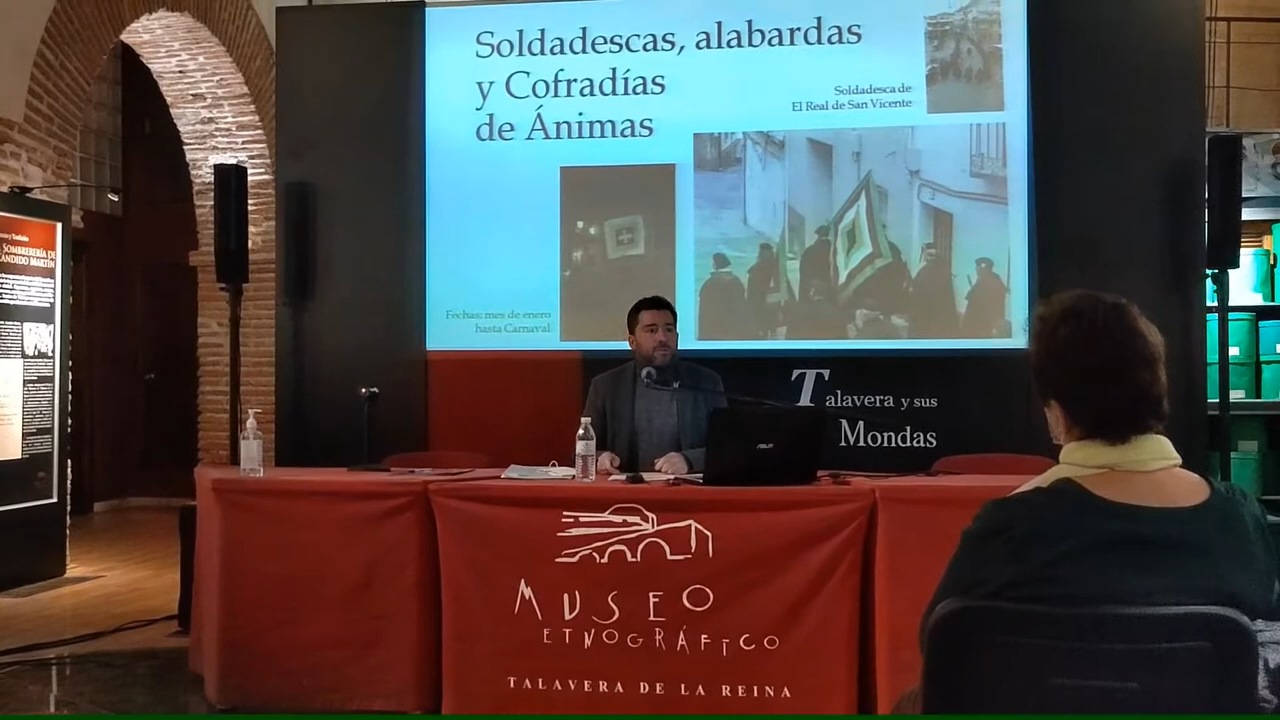 Soldadescas, alabardas
y Cofradías
de Ánimas
Soldadesca de
El Real de San Vicente
Fechas: mes de enero
hasta Carnaval
SOMBRERERÍA DE
CÁNDIDO MARTÍN
Talavera y sus
Mondas
ASUS
MUSEO
ETNOGRÁFICO
TALAVERA DE LA REINA